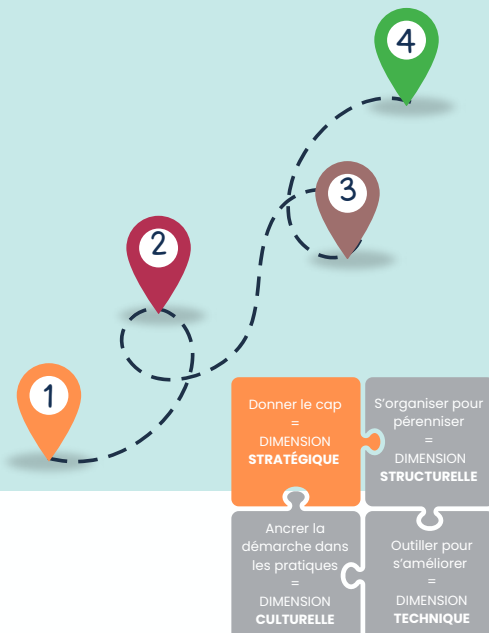 4
3
2
1
Donner le cap
=
DIMENSION
STRATÉGIQUE
S’organiser pour
pérenniser
=
DIMENSION
STRUCTURELLE
Ancrer la
démarche dans
les pratiques
=
DIMENSION
CULTURELLE
Outiller pour
s’améliorer
=
DIMENSION
TECHNIQUE